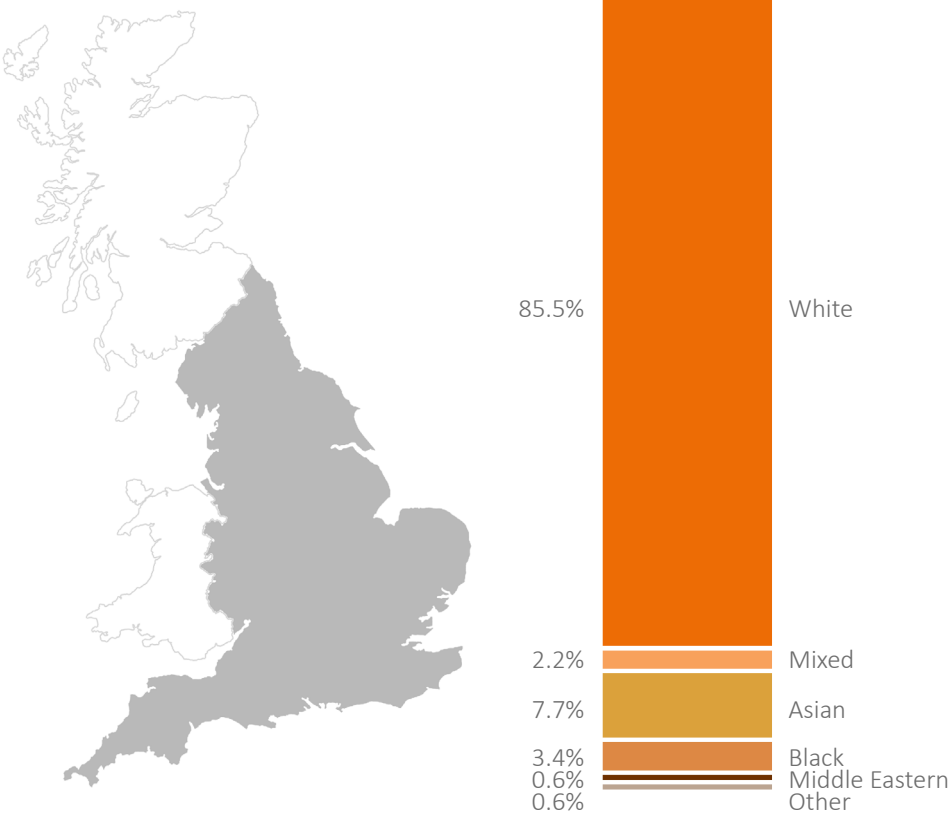 85.5% White
2.2% Mixed
7.7% Asian
3.4% Black
0.6% Middle Eastern
0.6% Other